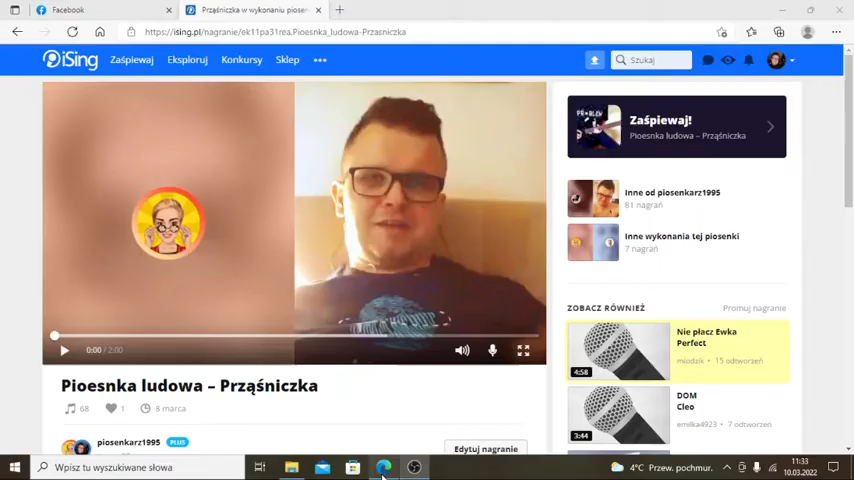 Facebook
Prząśniczka w wykonaniu piosen
https://ising.pl/nagranie/ek11pa31rea.Pioesnka_ludowa-Przasniczka
iSing
Zaśpiewaj
Eksploruj
Konkursy
Sklep
Szukaj
PR BLEM
Zaśpiewaj!
Pioesnka ludowa – Prząśniczka
Inne od piosenkarz1995
81 nagrań
Inne wykonania tej piosenki
7 nagrań
ZOBACZ RÓWNIEŻ
Promuj nagranie
Nie płacz Ewka
Perfect
miodzik • 15 odtworzeń
4:58
DOM
Cleo
emilka4923 • 7 odtworzeń
3:44
0:00 / 2:00
Pioesnka ludowa – Prząśniczka
68
1
8 marca
piosenkarz1995 PLUS
Edytuj nagranie
Wpisz tu wyszukiwane słowa
4°C Przew. pochmur.
11:33
10.03.2022